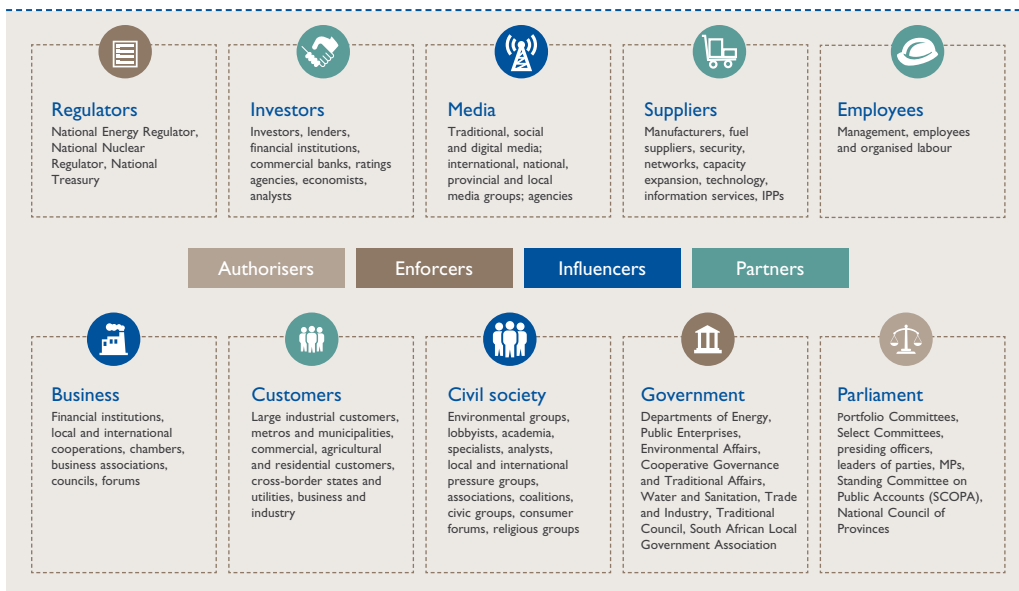 Regulators
National Energy Regulator,
National Nuclear
Regulator, National
Treasury
Investors
Investors, lenders,
financial institutions,
commercial banks, ratings
agencies, economists,
analysts
Media
Traditional, social
and digital media;
international, national,
provincial and local
media groups; agencies
Suppliers
Manufacturers, fuel
suppliers, security,
networks, capacity
expansion, technology,
information services, IPPs
Employees
Management, employees
and organised labour
Authorisers
Enforcers
Influencers
Partners
Business
Financial institutions,
local and international
cooperations, chambers,
business associations,
councils, forums
Customers
Large industrial customers,
metros and municipalities,
commercial, agricultural
and residential customers,
cross-border states and
utilities, business and
industry
Civil society
Environmental groups,
lobbyists, academia,
specialists, analysts,
local and international
pressure groups,
associations, coalitions,
civic groups, consumer
forums, religious groups
Government
Departments of Energy,
Public Enterprises,
Environmental Affairs,
Cooperative Governance
and Traditional Affairs,
Water and Sanitation, Trade
and Industry, Traditional
Council, South African Local
Government Association
Parliament
Portfolio Committees,
Select Committees,
presiding officers,
leaders of parties, MPs,
Standing Committee on
Public Accounts (SCOPA),
National Council of
Provinces